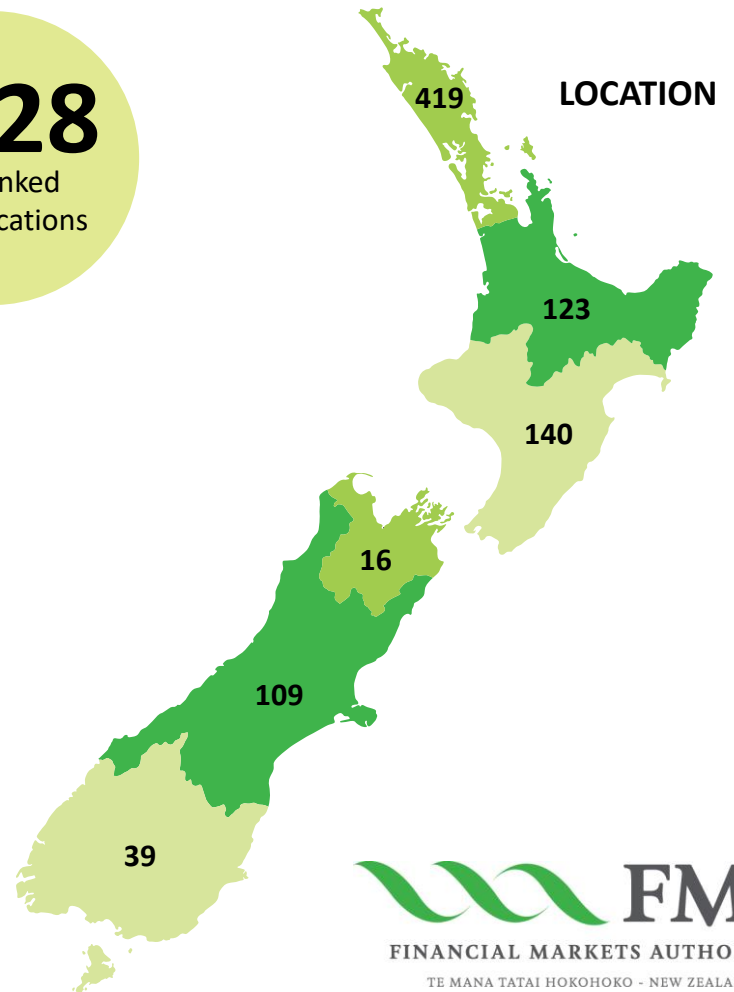 28
nked
cations
LOCATION
419
123
140
16
109
39
FM
FINANCIAL MARKETS AUTHO
TE MANA TATAI HOKOHOKO - NEW ZEALA